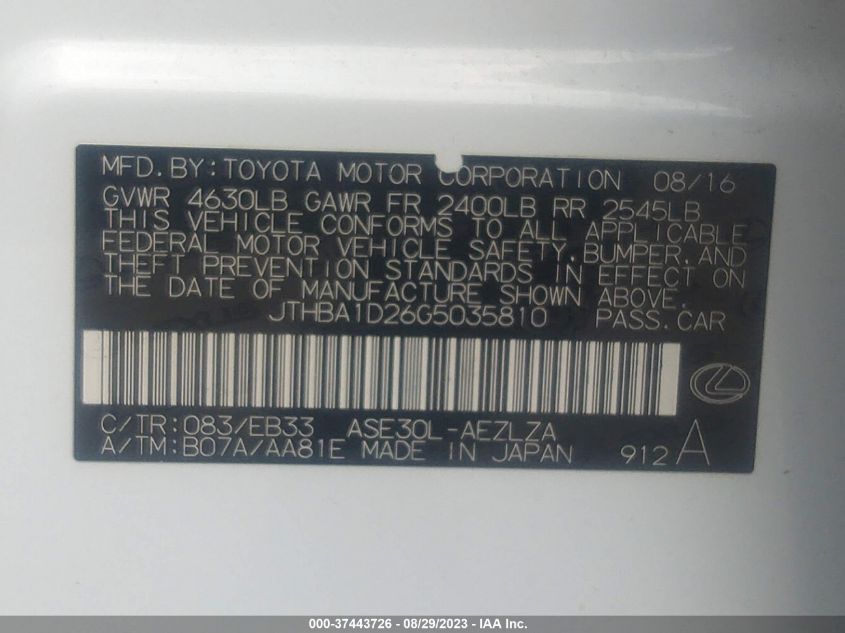 MFD. BY: TOYOTA MOTOR CORPORATION 08/16
GVWR 4630LB GAWR FR 2400LB RR 2545LB
THIS VEHICLE CONFORMS TO ALL APPLICABLE
FEDERAL MOTOR VEHICLE SAFETY, BUMPER, AND
THEFT PREVENTION STANDARDS IN EFFECT ON
THE DATE OF MANUFACTURE SHOWN ABOVE.
JTHBA1D26G5035810 PASS. CAR
C/TR: 083/EB33 ASE30L-AEZLZA
A/TM: B07A/AA81E MADE IN JAPAN 912 A
000-37443726 - 08/29/2023 - IAA Inc.